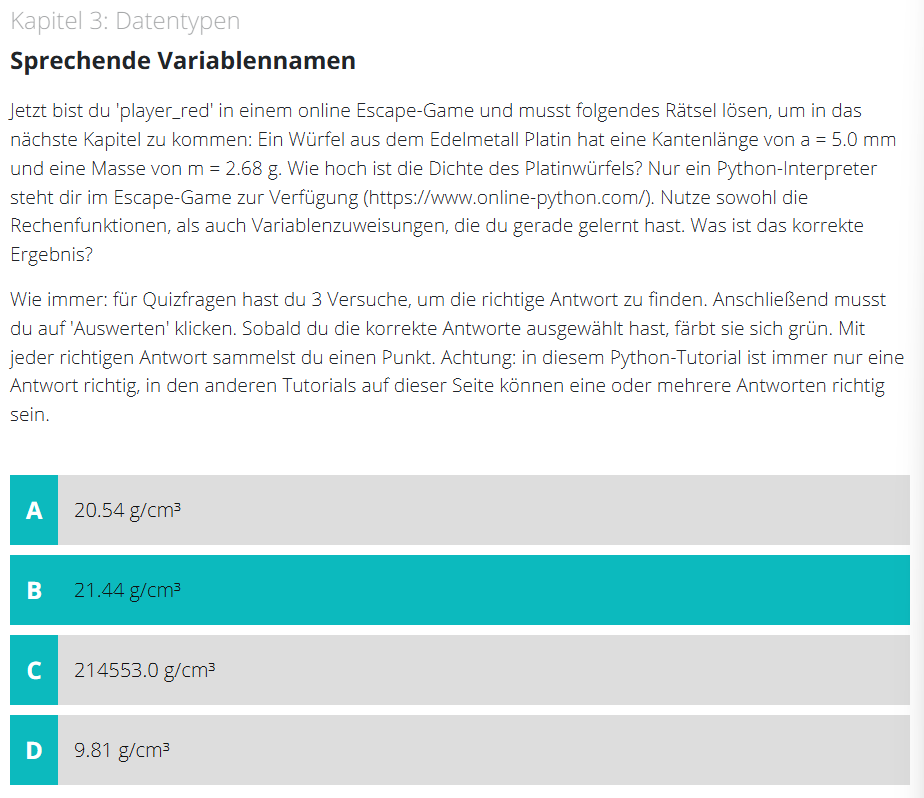 Kapitel 3: Datentypen
Sprechende Variablennamen
Jetzt bist du 'player_red' in einem online Escape-Game und musst folgendes Rätsel lösen, um in das
nächste Kapitel zu kommen: Ein Würfel aus dem Edelmetall Platin hat eine Kantenlänge von a = 5.0 mm
und eine Masse von m = 2.68 g. Wie hoch ist die Dichte des Platinwürfels? Nur ein Python-Interpreter
steht dir im Escape-Game zur Verfügung (https://www.online-python.com/). Nutze sowohl die
Rechenfunktionen, als auch Variablenzuweisungen, die du gerade gelernt hast. Was ist das korrekte
Ergebnis?
Wie immer: für Quizfragen hast du 3 Versuche, um die richtige Antwort zu finden. Anschließend musst
du auf 'Auswerten' klicken. Sobald du die korrekte Antworte ausgewählt hast, färbt sie sich grün. Mit
jeder richtigen Antwort sammelst du einen Punkt. Achtung: in diesem Python-Tutorial ist immer nur eine
Antwort richtig, in den anderen Tutorials auf dieser Seite können eine oder mehrere Antworten richtig
sein.
A 20.54 g/cm³
B 21.44 g/cm³
C 214553.0 g/cm³
D 9.81 g/cm³